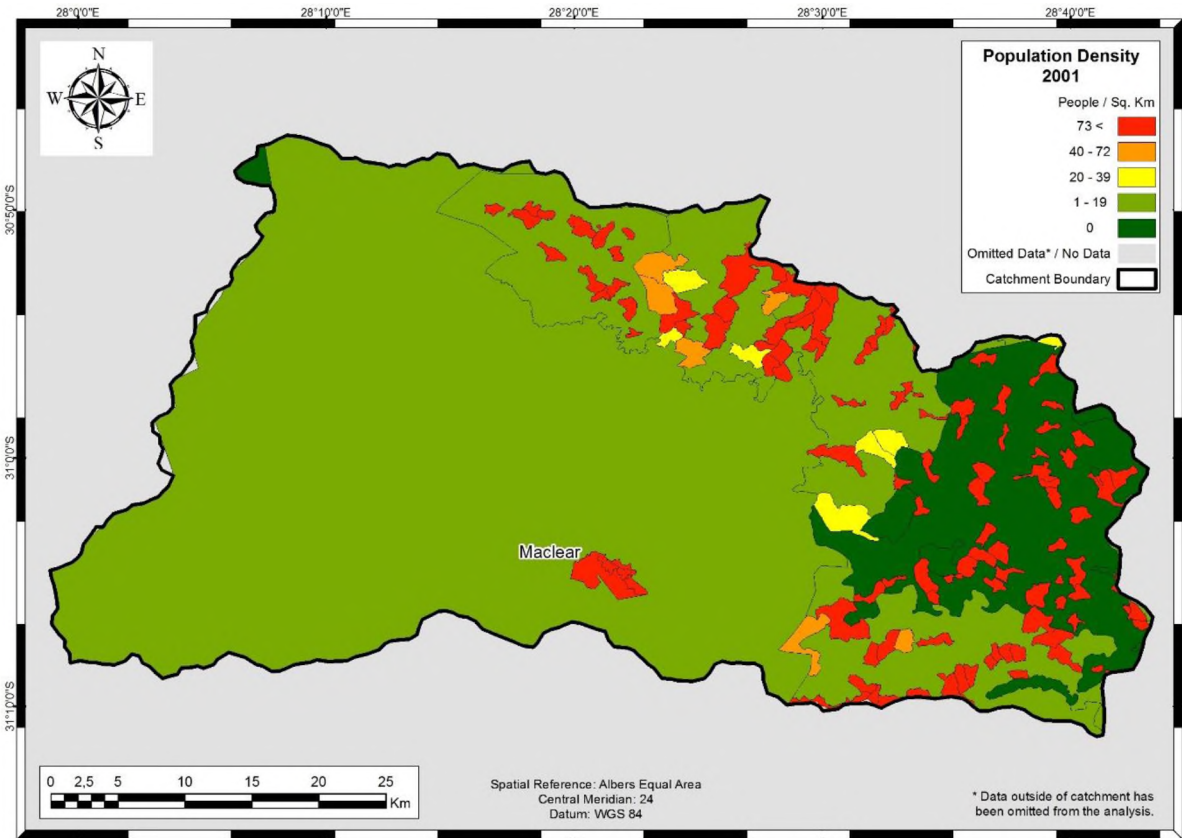 28°0'0"E 28°10'0"E 28°20'0"E 28°30'0"E 28°40'0"E
N
W E
S
Population Density
2001
People / Sq. Km
73 <
40 - 72
20 - 39
1 - 19
0
Omitted Data* / No Data
Catchment Boundary
30°50'0"S
31°0'0"S
31°10'0"S
Maclear
0 2,5 5 10 15 20 25
Km
Spatial Reference: Albers Equal Area
Central Meridian: 24
Datum: WGS 84
* Data outside of catchment has
been omitted from the analysis.